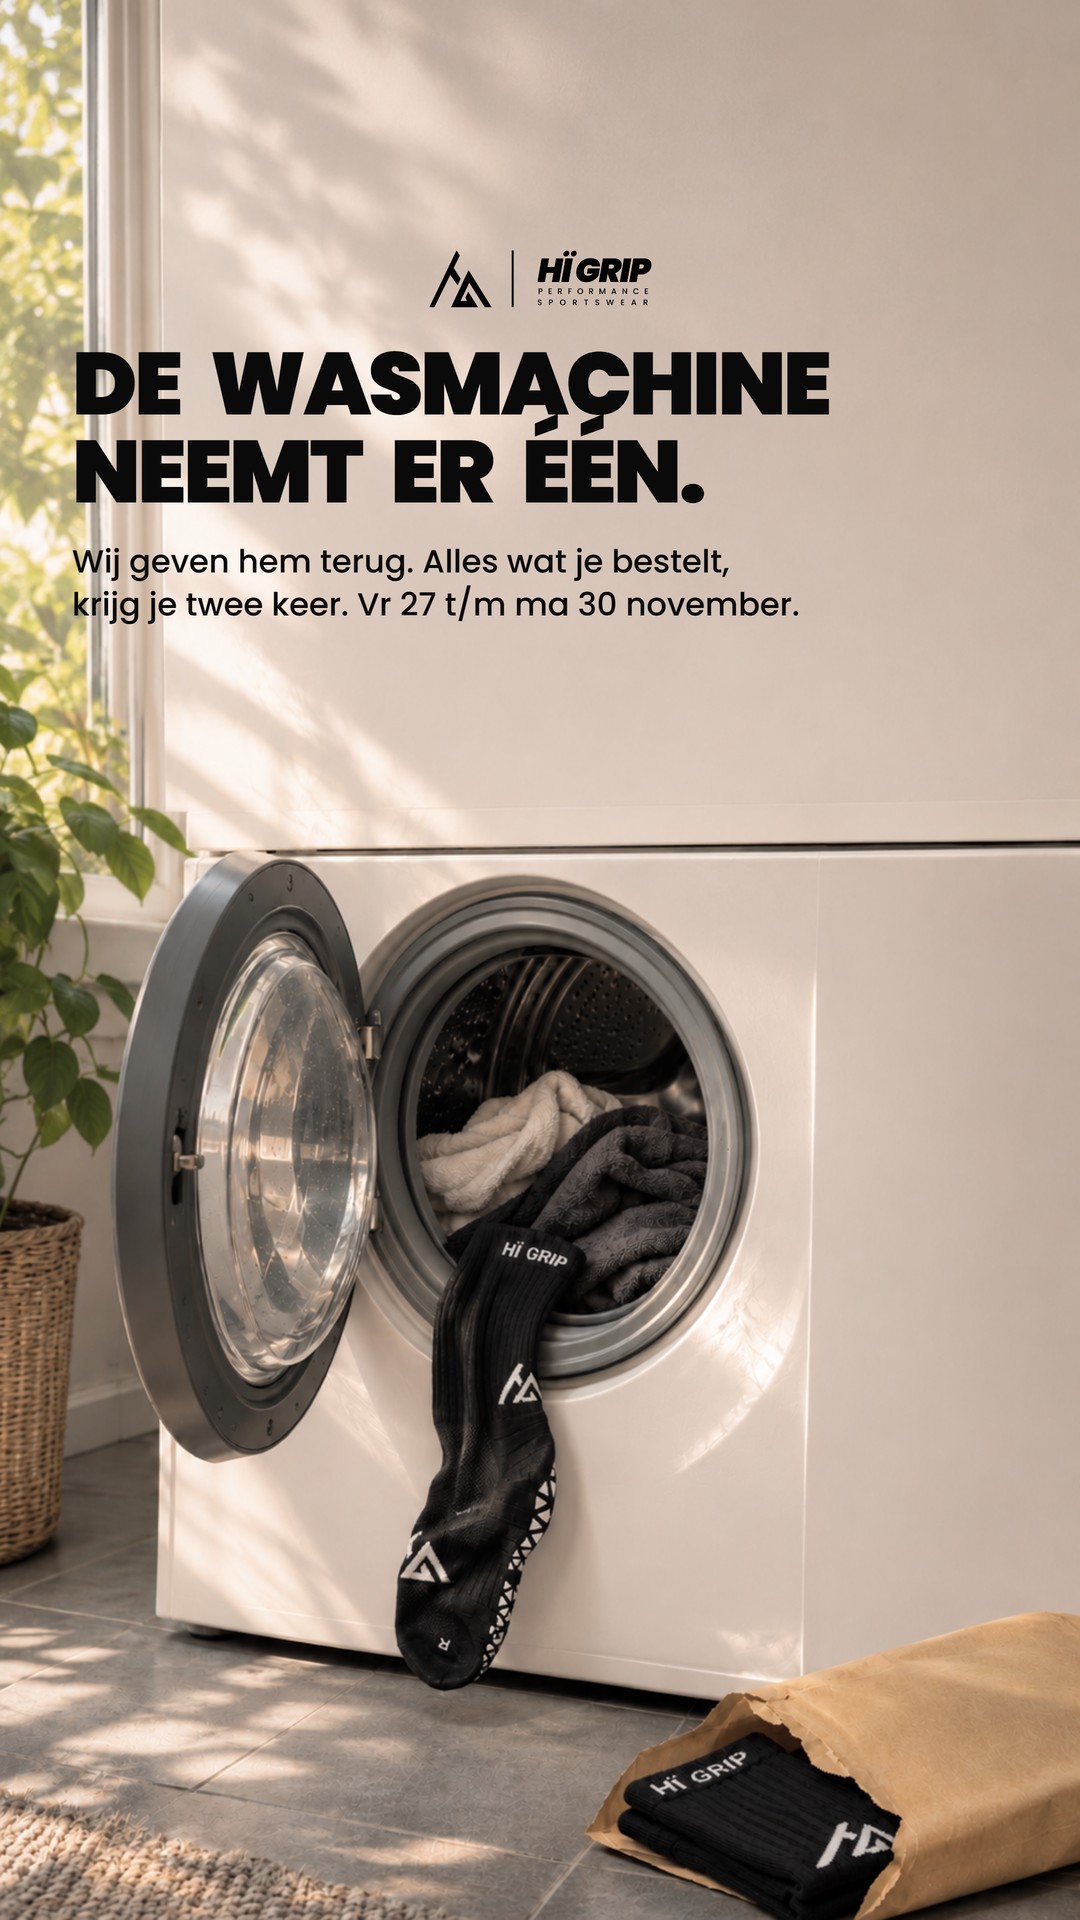 HÏ GRIP
PERFORMANCE
SPORTSWEAR
DE WASMACHINE
NEEMT ER ÉÉN.
Wij geven hem terug. Alles wat je bestelt,
krijg je twee keer. Vr 27 t/m ma 30 november.
HÏ GRIP
R
HÏ GRIP